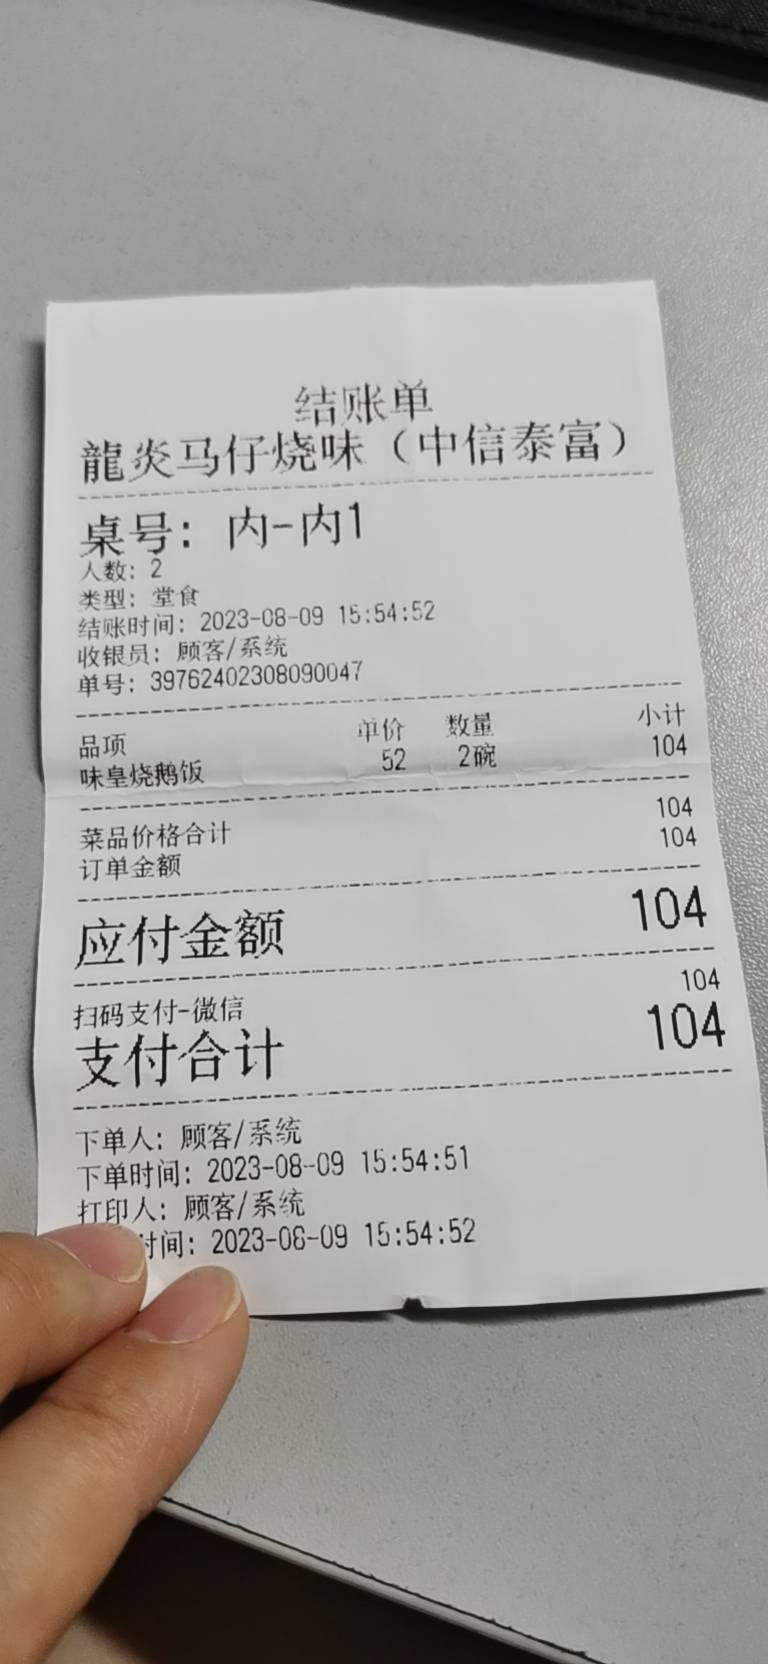 结账单
龍炎马仔烧味（中信泰富）
桌号：内-内1
人数：2
类型：堂食
结账时间：2023-08-09 15:54:52
收银员：顾客/系统
单号：39762402308090047
品项 单价 数量 小计
味皇烧鹅饭 52 2碗 104
菜品价格合计 104
订单金额 104
应付金额 104
扫码支付-微信 104
支付合计 104
下单人：顾客/系统
下单时间：2023-08-09 15:54:51
打印人：顾客/系统
时间：2023-08-09 15:54:52